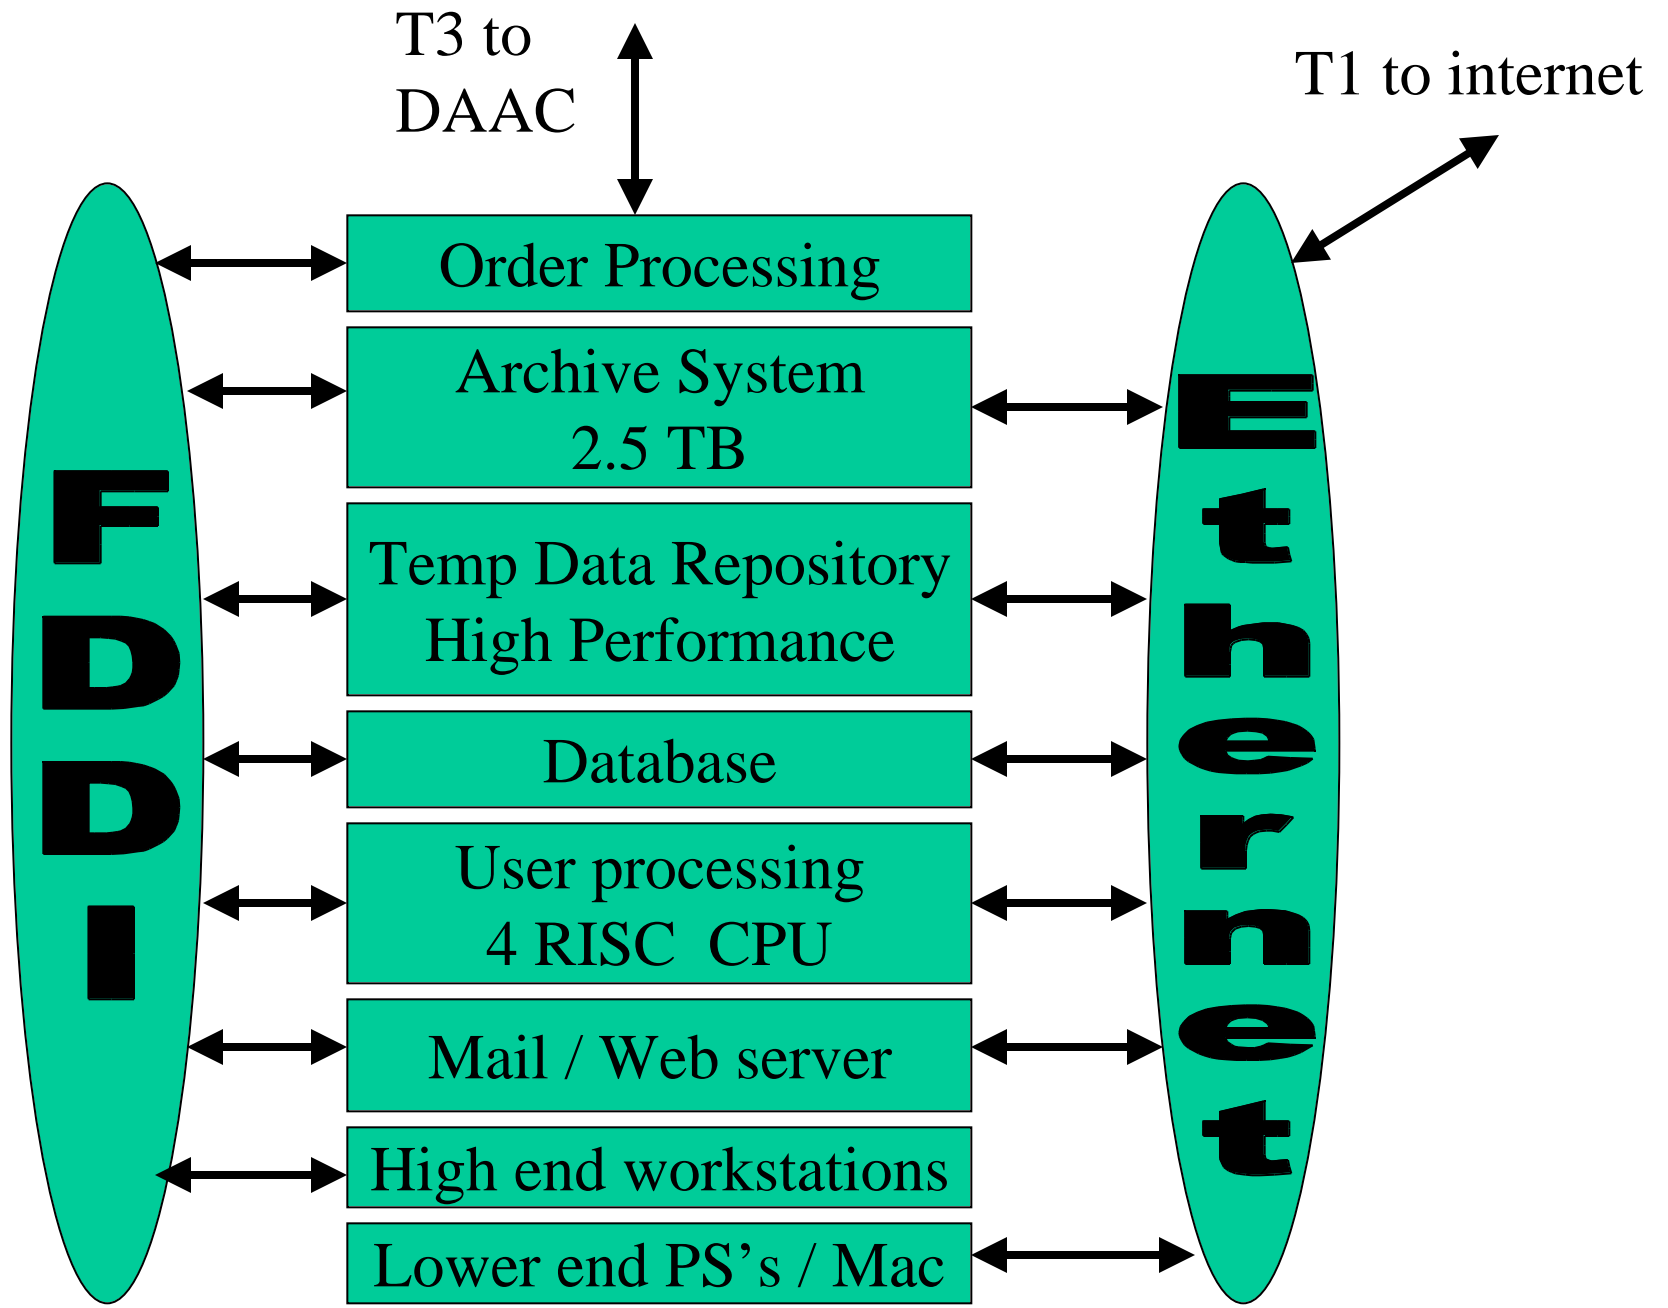 T3 to
DAAC
T1 to internet
Order Processing
Archive System
2.5 TB
Temp Data Repository
High Performance
Database
User processing
4 RISC  CPU
Mail / Web server
High end workstations
Lower end PS’s / Mac
FDDI
Ethernet